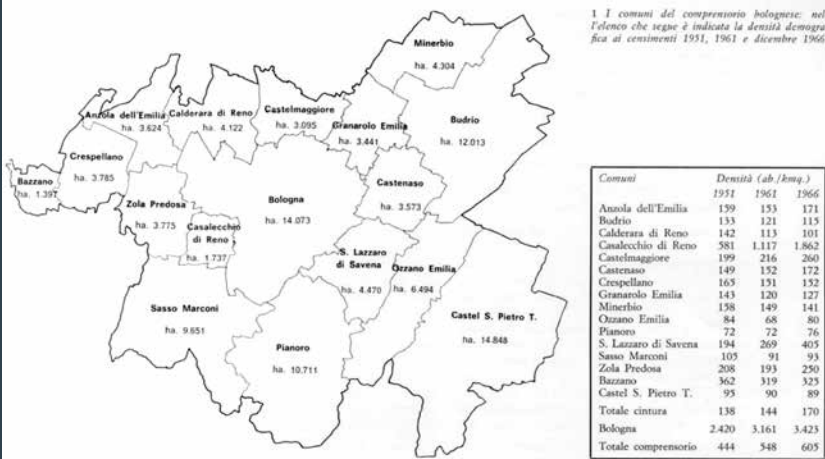 1 I comuni del comprensorio bolognese: nel
l'elenco che segue è indicata la densità demogra
fica ai censimenti 1951, 1961 e dicembre 1966
Minerbio
ha. 4.304
Anzola dell'Emilia
ha. 3.624
Calderara di Reno
ha. 4.122
Castelmaggiore
ha. 3.095
Granarolo Emilia
ha. 3.441
Budrio
ha. 12.013
Crespellano
ha. 3.785
Bazzano
ha. 1.397
Zola Predosa
ha. 3.775
Casalecchio
di Reno
ha. 1.737
Bologna
ha. 14.073
Castenaso
ha. 3.573
S. Lazzaro
di Savena
ha. 4.470
Ozzano Emilia
ha. 6.494
Sasso Marconi
ha. 9.651
Pianoro
ha. 10.711
Castel S. Pietro T.
ha. 14.848
Comuni Densità (ab./kmq.)
1951 1961 1966
Anzola dell'Emilia 159 153 171
Budrio 133 121 115
Calderara di Reno 142 113 101
Casalecchio di Reno 581 1.117 1.862
Castelmaggiore 199 216 260
Castenaso 149 152 172
Crespellano 165 151 152
Granarolo Emilia 143 120 127
Minerbio 158 149 141
Ozzano Emilia 84 68 80
Pianoro 72 72 76
S. Lazzaro di Savena 194 269 405
Sasso Marconi 105 91 93
Zola Predosa 208 193 250
Bazzano 362 319 325
Castel S. Pietro T. 95 90 89
Totale cintura 138 144 170
Bologna 2.420 3.161 3.423
Totale comprensorio 444 548 605